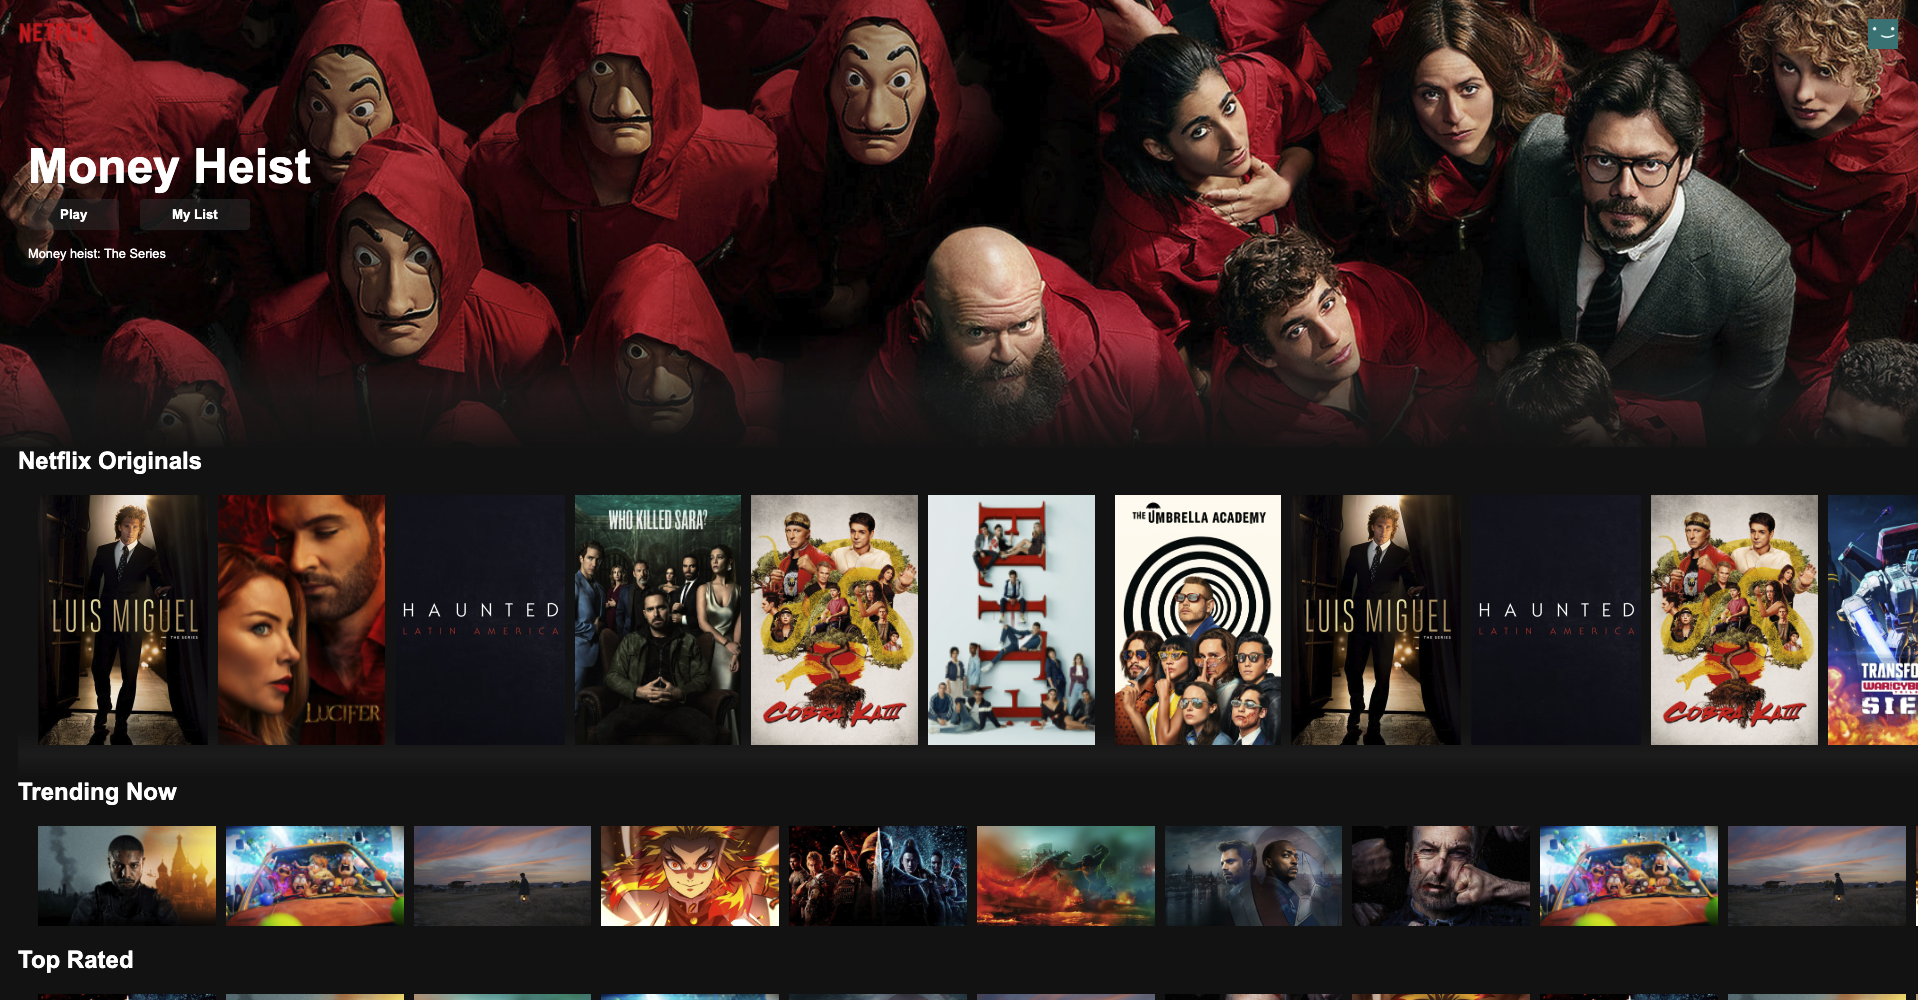 NETFLIX
Money Heist
Play
My List
Money heist: The Series
Netflix Originals
LUIS MIGUEL
THE SERIES
LUCIFER
HAUNTED
LATIN AMERICA
WHO KILLED SARA?
COBRA KAI
ELITE
THE UMBRELLA ACADEMY
LUIS MIGUEL
THE SERIES
HAUNTED
LATIN AMERICA
COBRA KAI
TRANSFO
WAR CYBE
SIE
Trending Now
Top Rated